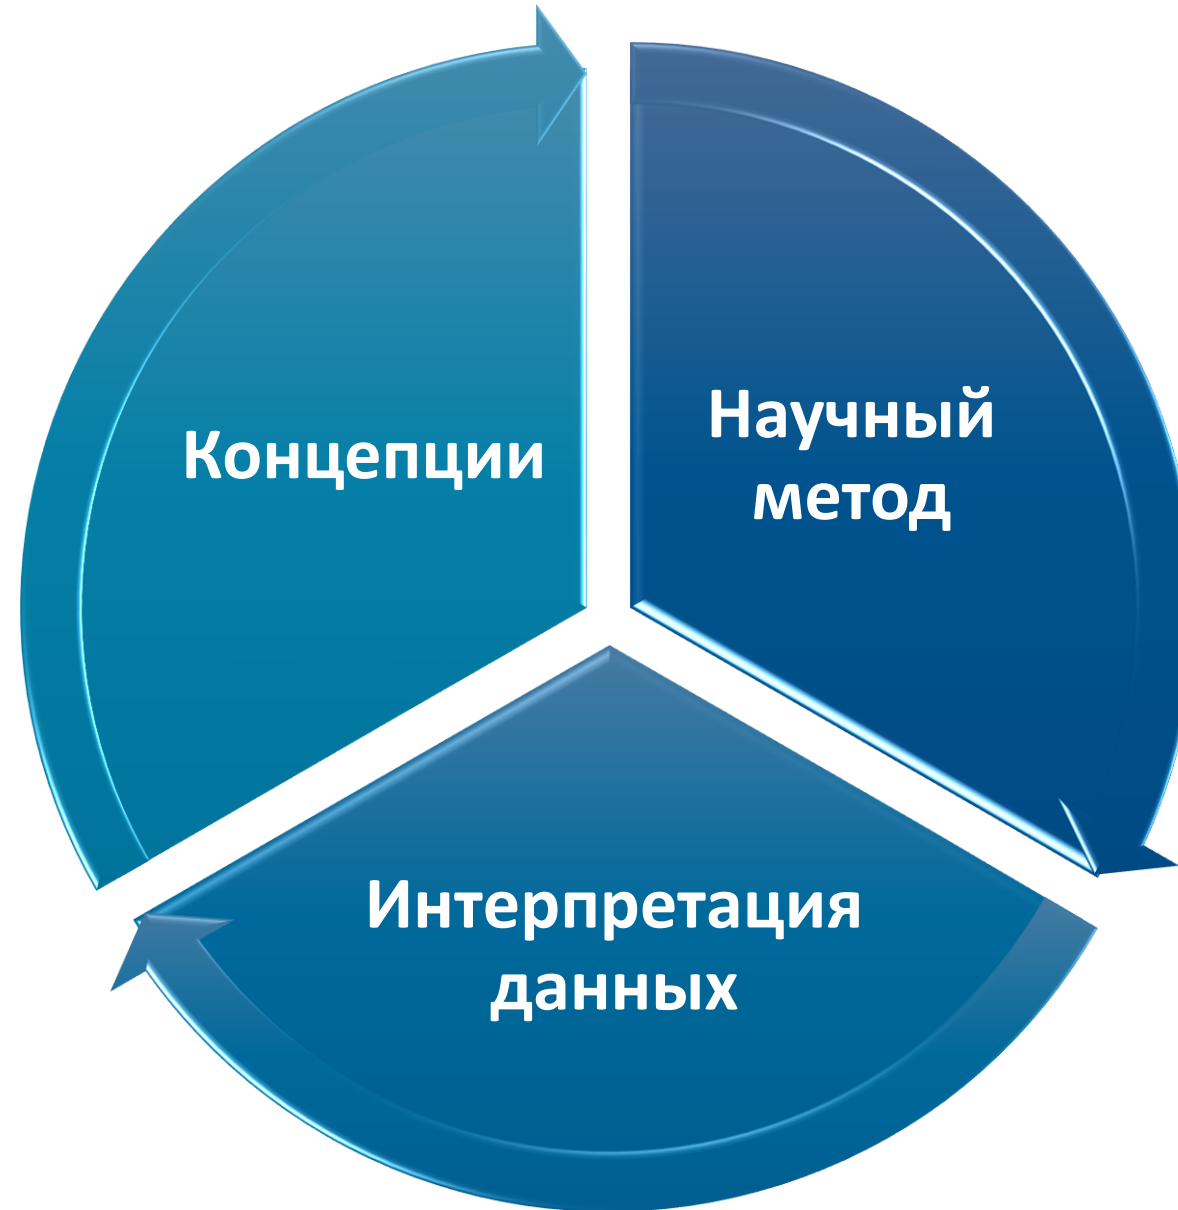 Концепции
Научный
метод
Интерпретация
данных